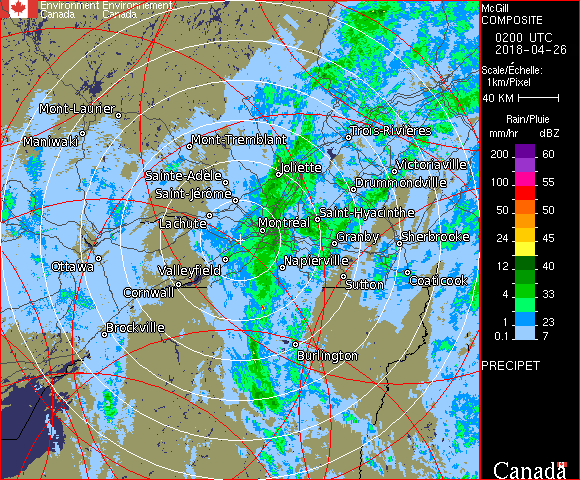 Environment Environnement
Canada Canada
McGill
COMPOSITE
0200 UTC
2018-04-26
Scale/Échelle:
1km/Pixel
40 KM
Rain/Pluie
mm/hr dBZ
200 60
100 55
50 50
24 45
12 40
4 33
1 23
0.1 7
PRECIPET
Canada
Mont-Laurier
Maniwaki
Mont-Tremblant
Trois-Rivières
Joliette
Victoriaville
Sainte-Adèle
Drummondville
Saint-Jérôme
Lachute
Saint-Hyacinthe
Montréal
Granby
Sherbrooke
Ottawa
Valleyfield
Napierville
Cornwall
Sutton
Coaticook
Brockville
Burlington